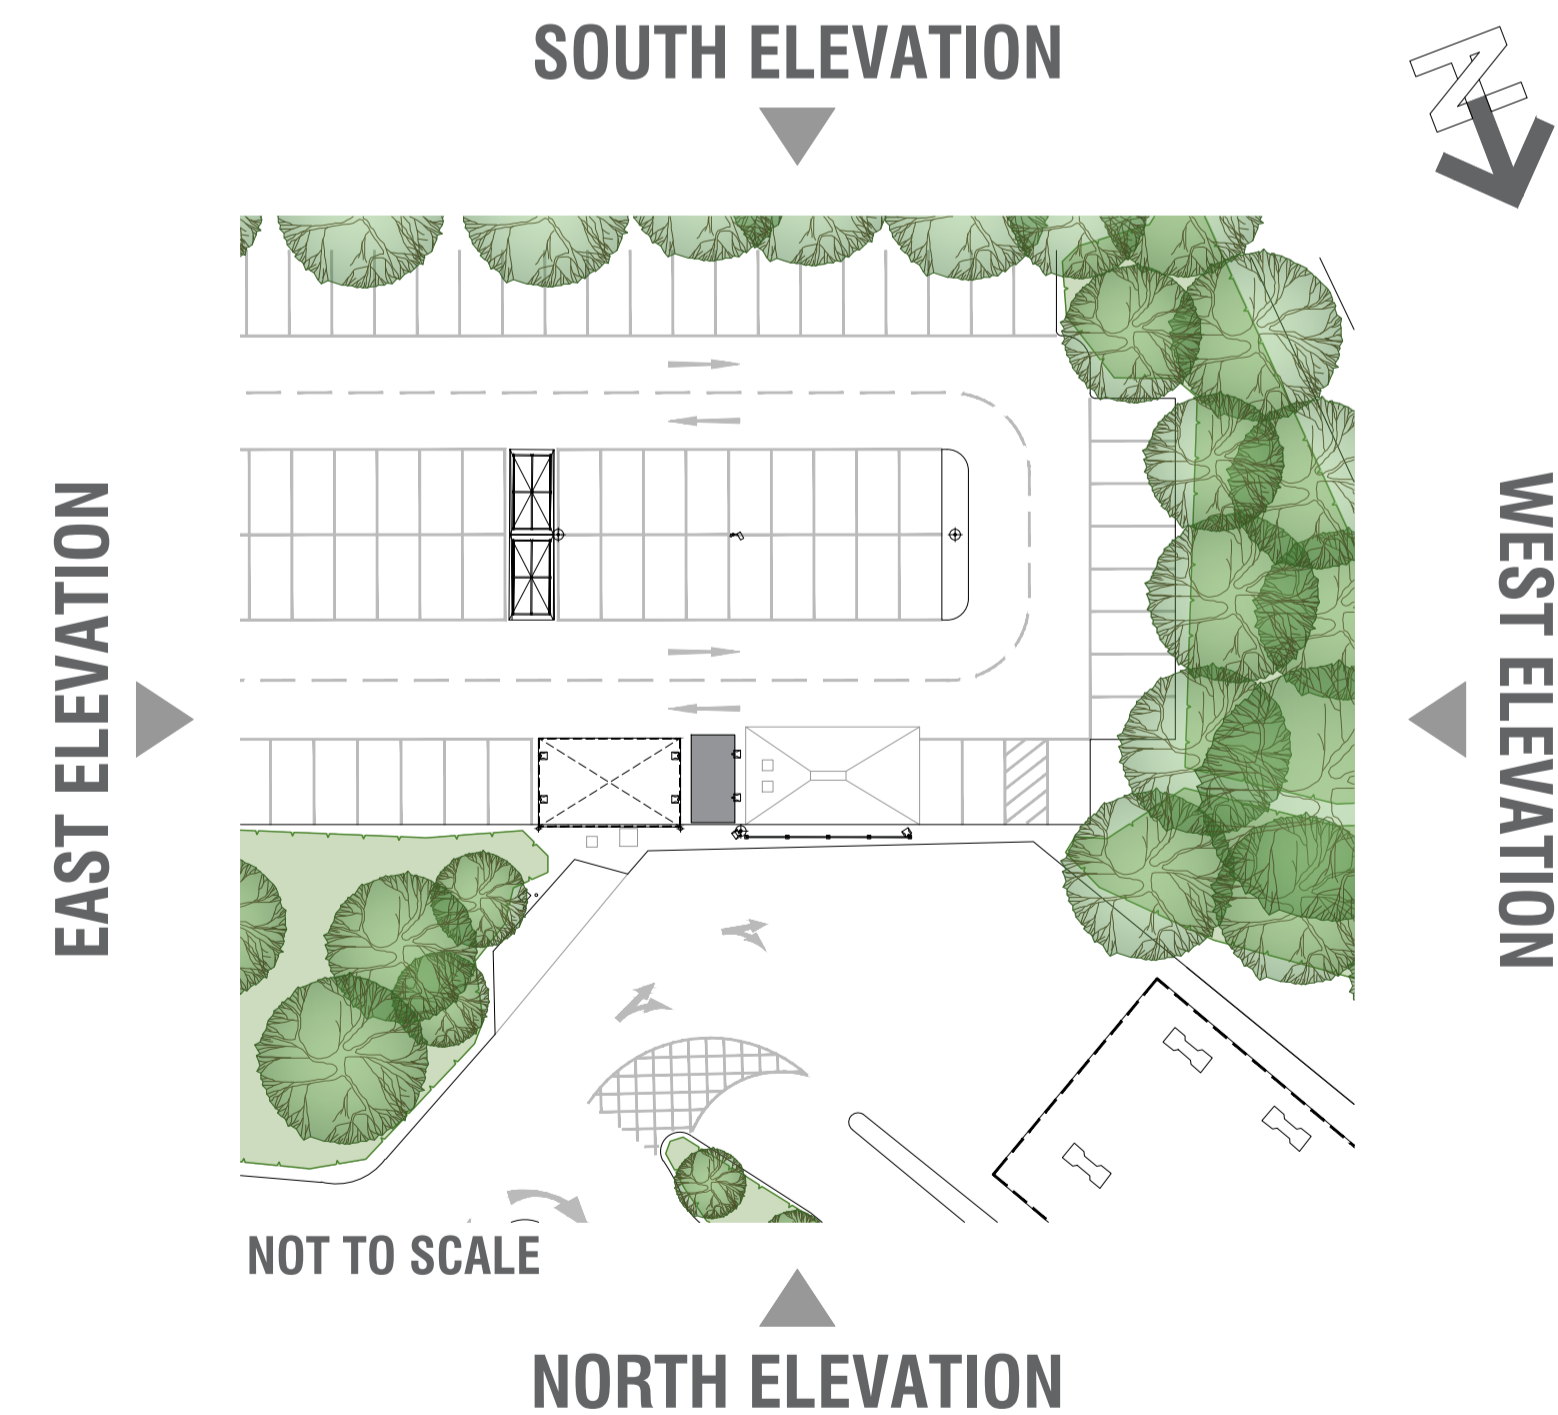 SOUTH ELEVATION
N
EAST ELEVATION
WEST ELEVATION
NOT TO SCALE
NORTH ELEVATION